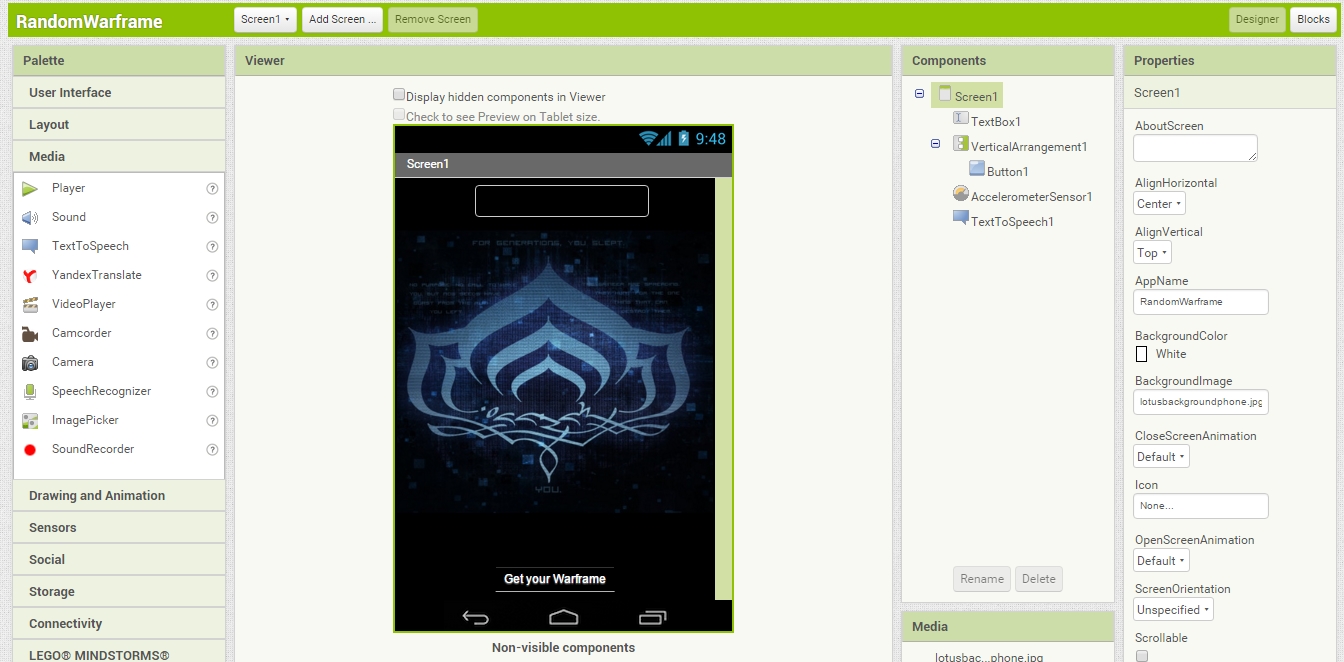 RandomWarframe
Screen1
Add Screen ...
Remove Screen
Designer
Blocks
Palette
User Interface
Layout
Media
Player
Sound
TextToSpeech
YandexTranslate
VideoPlayer
Camcorder
Camera
SpeechRecognizer
ImagePicker
SoundRecorder
Drawing and Animation
Sensors
Social
Storage
Connectivity
LEGO® MINDSTORMS®
Viewer
Display hidden components in Viewer
Check to see Preview on Tablet size.
9:48
Screen1
FOR GENERATIONS, YOU SLEPT.
YOU.
Get your Warframe
Non-visible components
Components
Screen1
TextBox1
VerticalArrangement1
Button1
AccelerometerSensor1
TextToSpeech1
Rename
Delete
Media
lotusbac...phone.jpg
Properties
Screen1
AboutScreen
AlignHorizontal
Center
AlignVertical
Top
AppName
RandomWarframe
BackgroundColor
White
BackgroundImage
lotusbackgroundphone.jpg
CloseScreenAnimation
Default
Icon
None...
OpenScreenAnimation
Default
ScreenOrientation
Unspecified
Scrollable